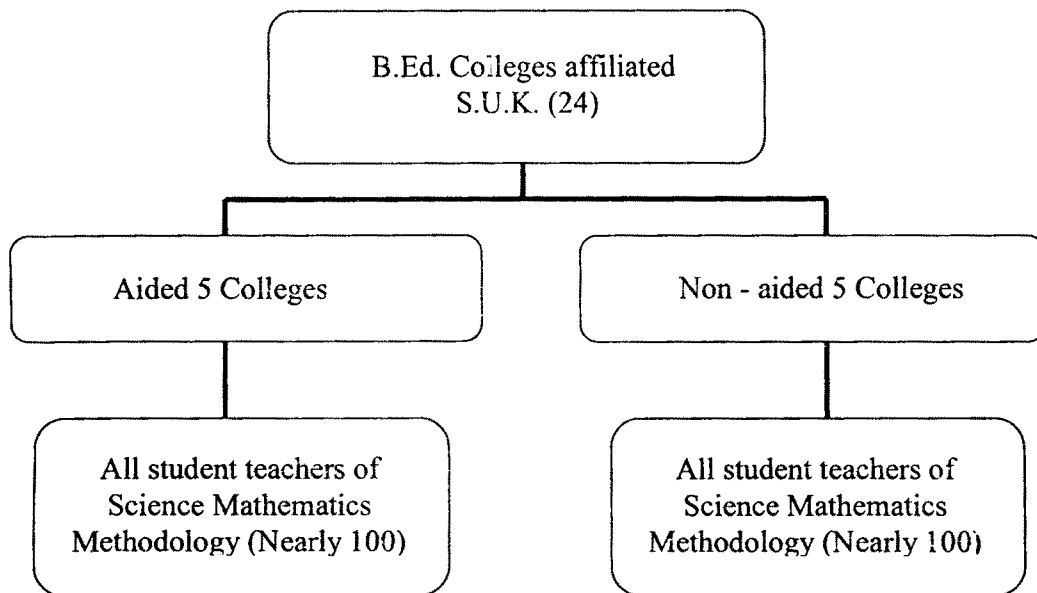 B.Ed. Colleges affiliated
S.U.K. (24)
Aided 5 Colleges
Non - aided 5 Colleges
All student teachers of
Science Mathematics
Methodology (Nearly 100)
All student teachers of
Science Mathematics
Methodology (Nearly 100)